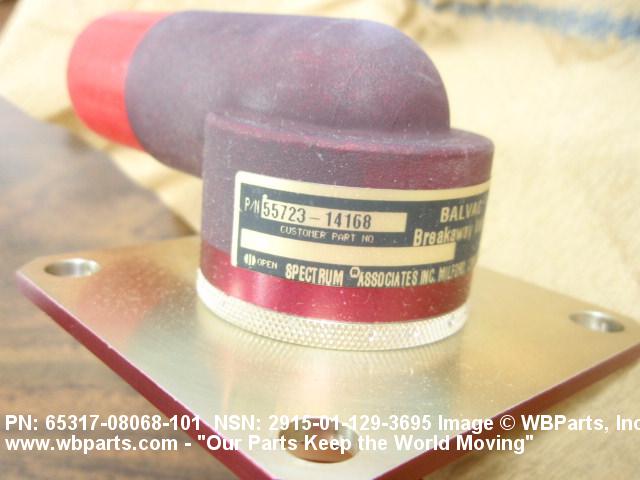 P/N 55723-14168
BALVAC
CUSTOMER PART NO
Breakaway
OPEN SPECTRUM ASSOCIATES INC. MILFORD,
PN: 65317-08068-101 NSN: 2915-01-129-3695 Image © WBParts, Inc
www.wbparts.com - "Our Parts Keep the World Moving"